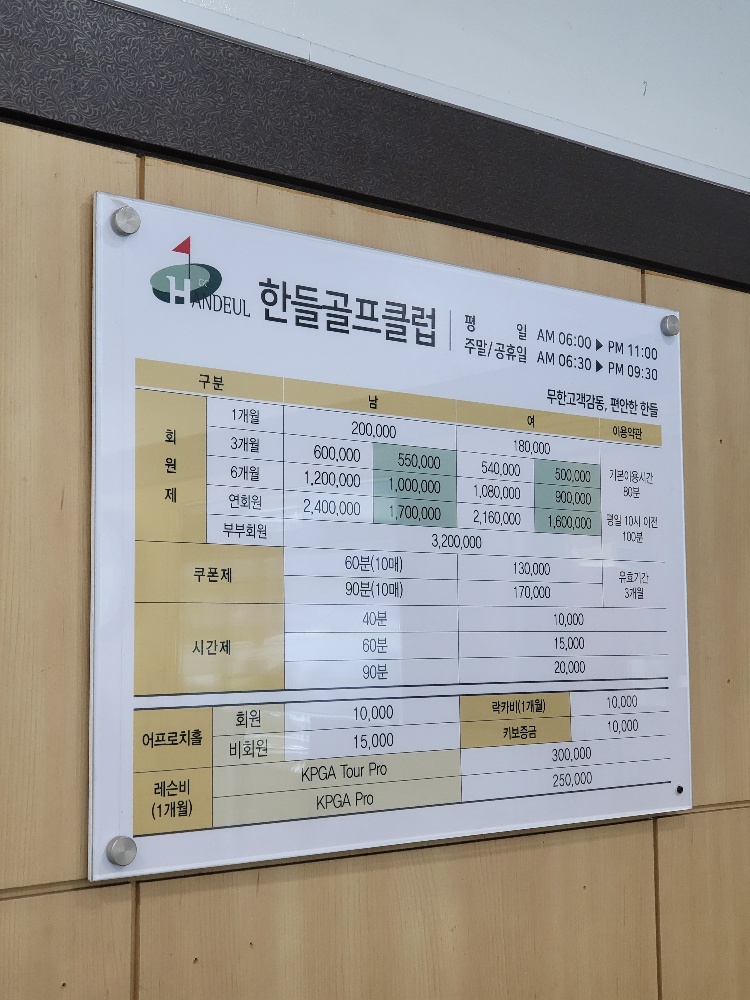 HANDEUL CC 한들골프클럽
평 일 AM 06:00 ▶ PM 11:00
주말/공휴일 AM 06:30 ▶ PM 09:30
무한고객감동, 편안한 한들
구분 남 여 이용약관
회원제
1개월 200,000 180,000
3개월 600,000 550,000 540,000 500,000
6개월 1,200,000 1,000,000 1,080,000 900,000
연회원 2,400,000 1,700,000 2,160,000 1,600,000
부부회원 3,200,000
기본이용시간
80분
평일 10시 이전
100분
쿠폰제
60분(10매) 130,000
90분(10매) 170,000
유효기간
3개월
시간제
40분 10,000
60분 15,000
90분 20,000
어프로치홀
회원 10,000
비회원 15,000
락카비(1개월) 10,000
키보증금 10,000
레슨비
(1개월)
KPGA Tour Pro 300,000
KPGA Pro 250,000